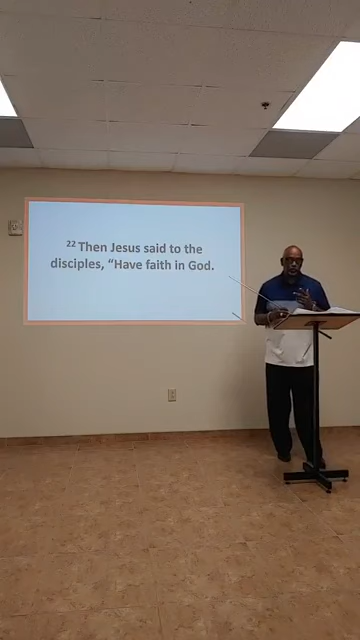 22 Then Jesus said to the
disciples, “Have faith in God.